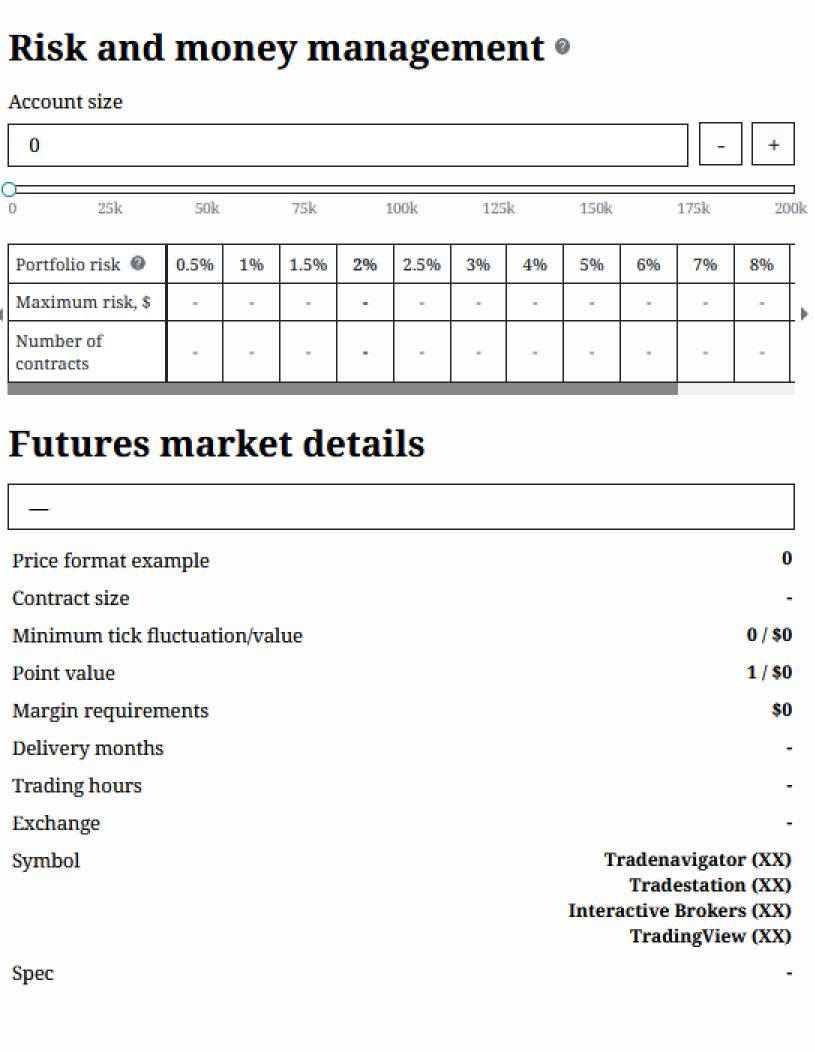 Risk and money management ?
Account size
0 - +
0 25k 50k 75k 100k 125k 150k 175k 200k
Portfolio risk ? 0.5% 1% 1.5% 2% 2.5% 3% 4% 5% 6% 7% 8%
Maximum risk, $ - - - - - - - - - - -
Number of
contracts - - - - - - - - - - -
Futures market details
—
Price format example 0
Contract size -
Minimum tick fluctuation/value 0 / $0
Point value 1 / $0
Margin requirements $0
Delivery months -
Trading hours -
Exchange -
Symbol Tradenavigator (XX)
Tradestation (XX)
Interactive Brokers (XX)
TradingView (XX)
Spec -